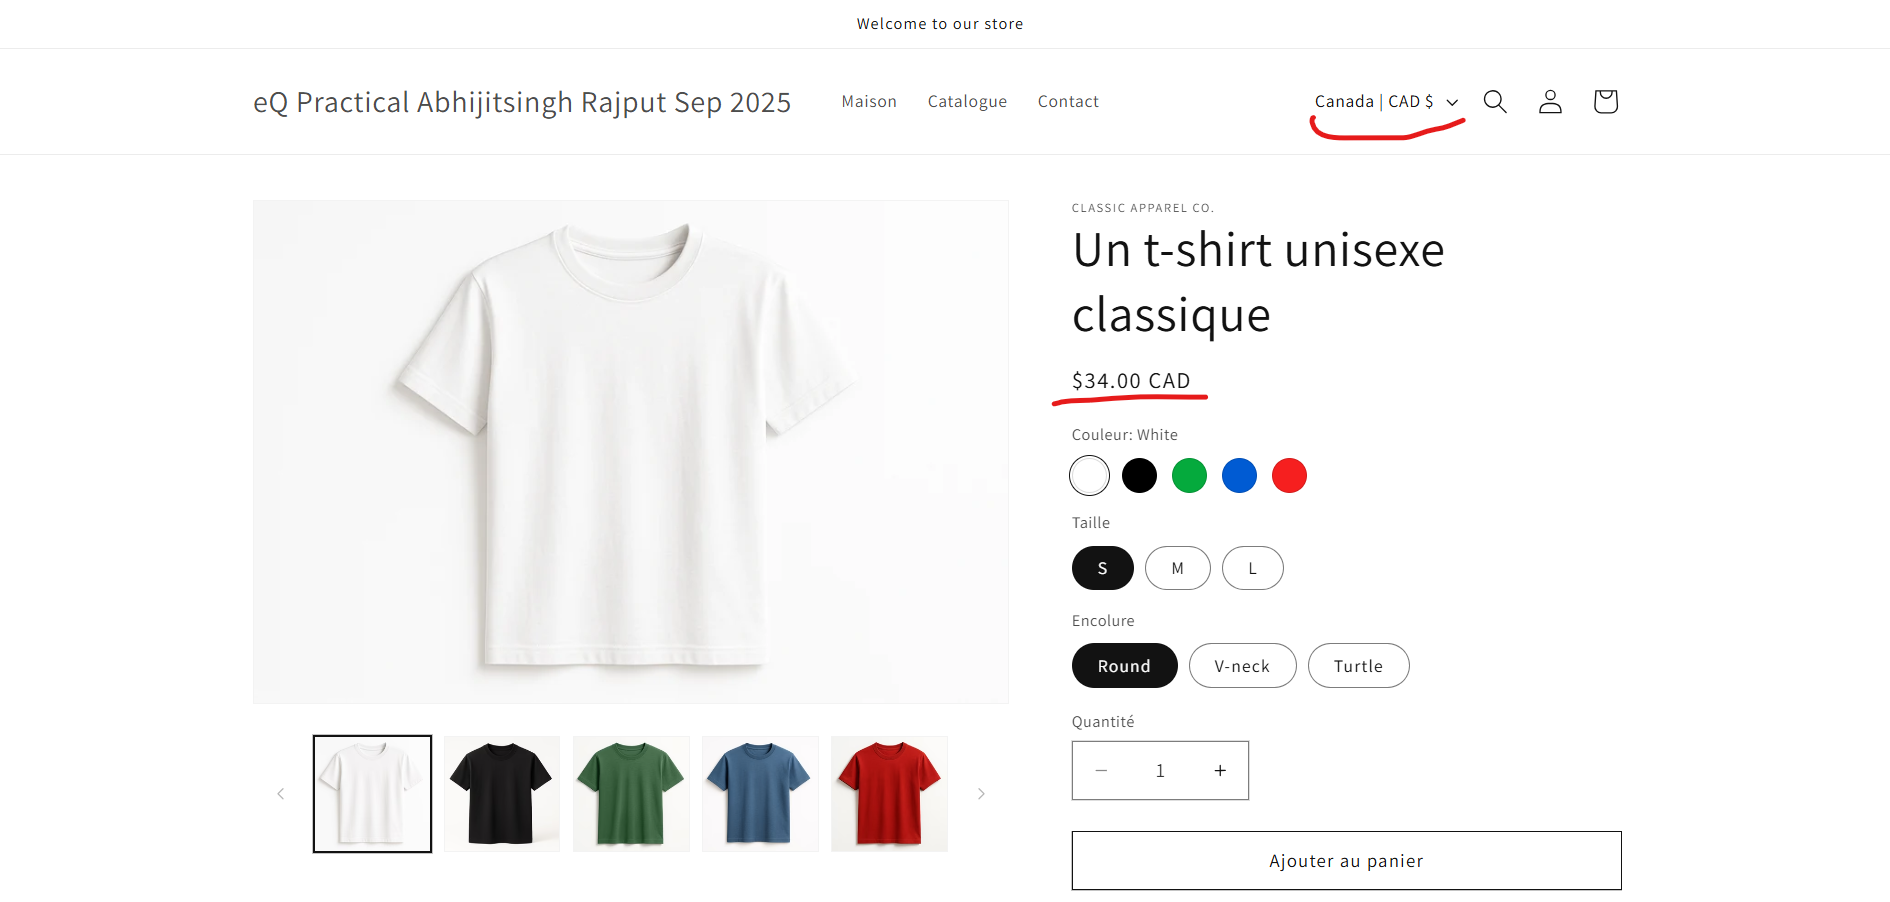 Welcome to our store
eQ Practical Abhijitsingh Rajput Sep 2025
Maison
Catalogue
Contact
Canada | CAD $
CLASSIC APPAREL CO.
Un t-shirt unisexe
classique
$34.00 CAD
Couleur: White
Taille
S
M
L
Encolure
Round
V-neck
Turtle
Quantité
− 1 +
Ajouter au panier